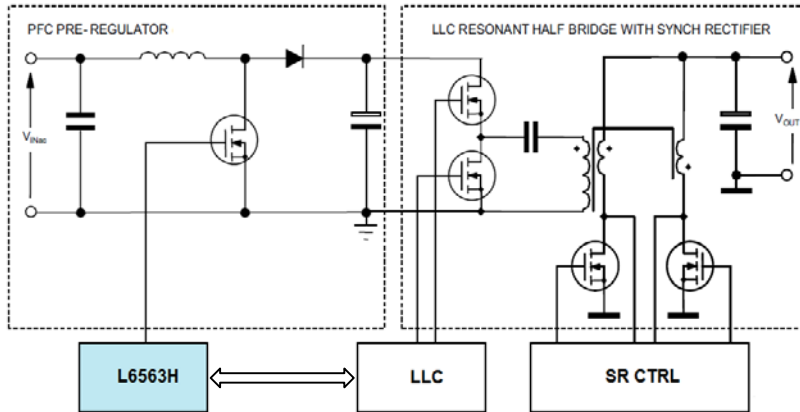 PFC PRE- REGULATOR
LLC RESONANT HALF BRIDGE WITH SYNCH RECTIFIER
VINac
VOUT
L6563H
LLC
SR CTRL